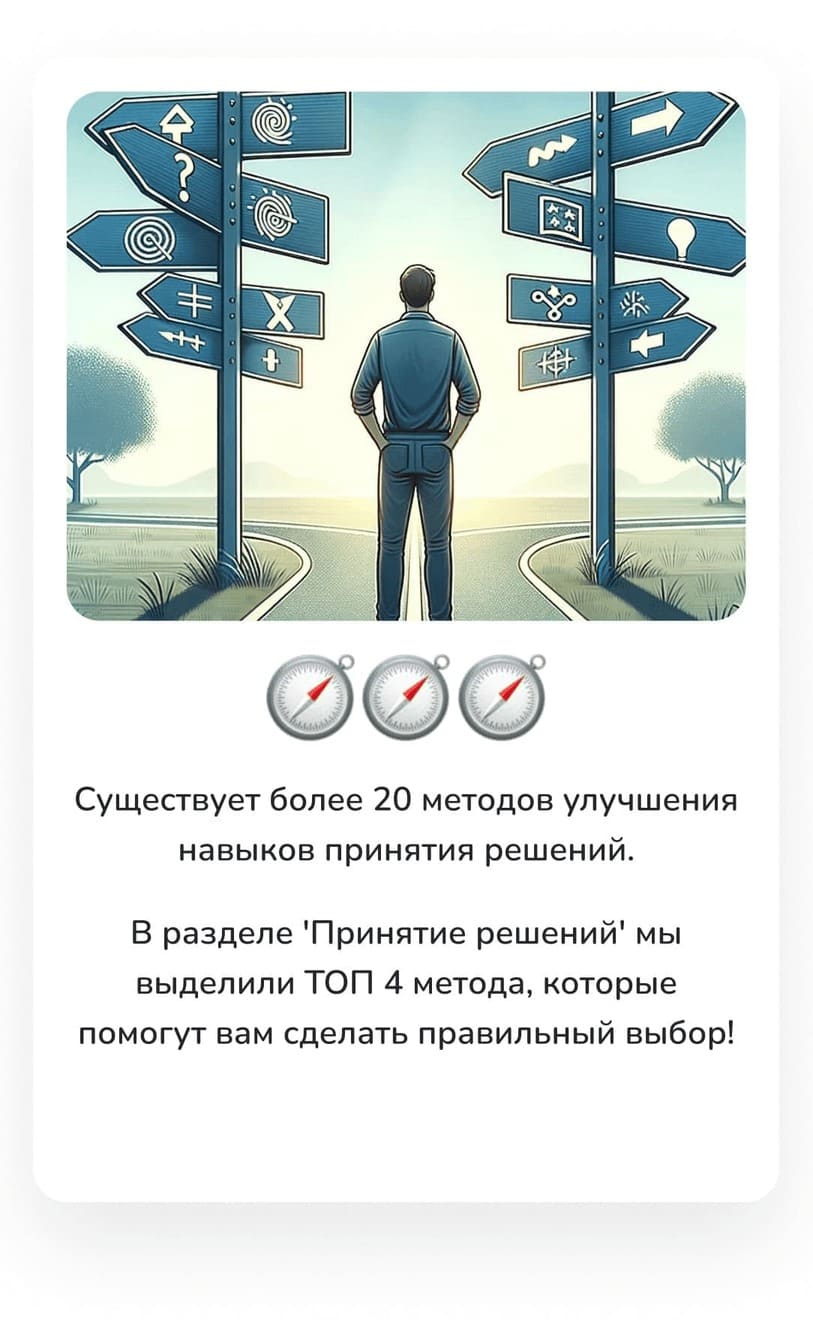 ?
Существует более 20 методов улучшения
навыков принятия решений.
В разделе 'Принятие решений' мы
выделили ТОП 4 метода, которые
помогут вам сделать правильный выбор!